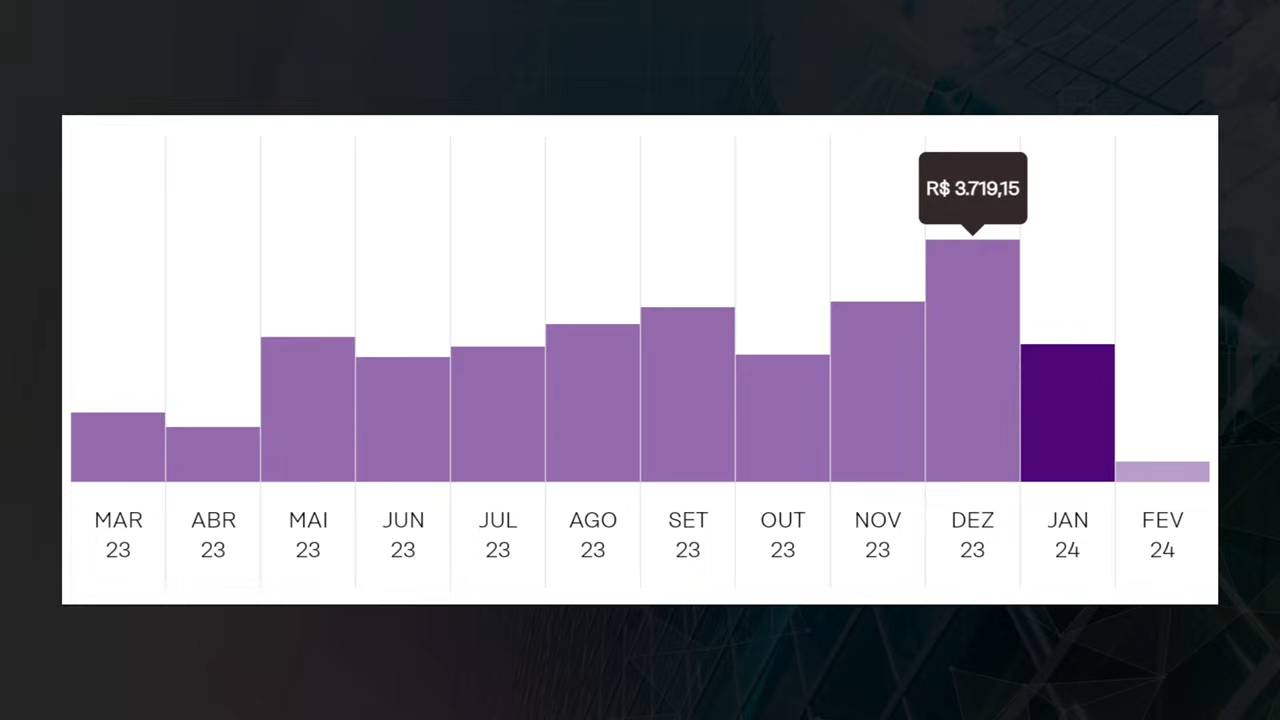 R$ 3.719,15
MAR ABR MAI JUN JUL AGO SET OUT NOV DEZ JAN FEV
23 23 23 23 23 23 23 23 23 23 24 24